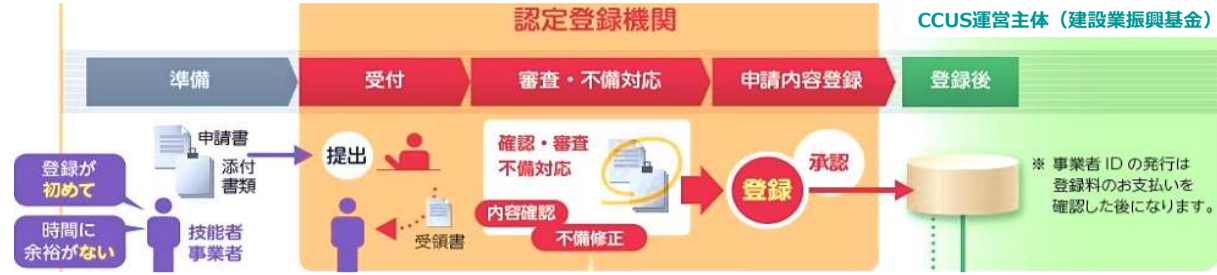 認定登録機関
CCUS運営主体（建設業振興基金）
準備
受付
審査・不備対応
申請内容登録
登録後
申請書
添付
書類
登録が
初めて
時間に
余裕がない
技能者
事業者
提出
受領書
確認・審査
不備対応
内容確認
不備修正
登録
承認
※ 事業者 ID の発行は
登録料のお支払いを
確認した後になります。